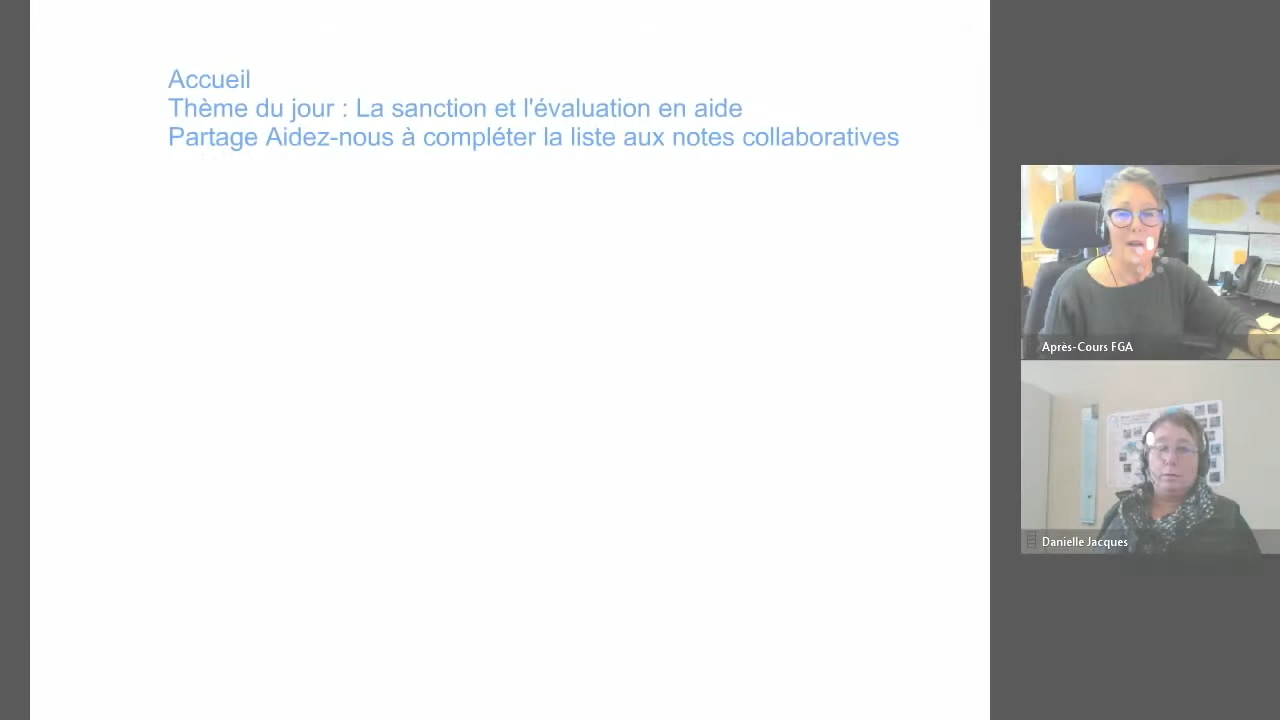 Accueil
Thème du jour : La sanction et l'évaluation en aide
Partage Aidez-nous à compléter la liste aux notes collaboratives
Après-Cours FGA
Danielle Jacques